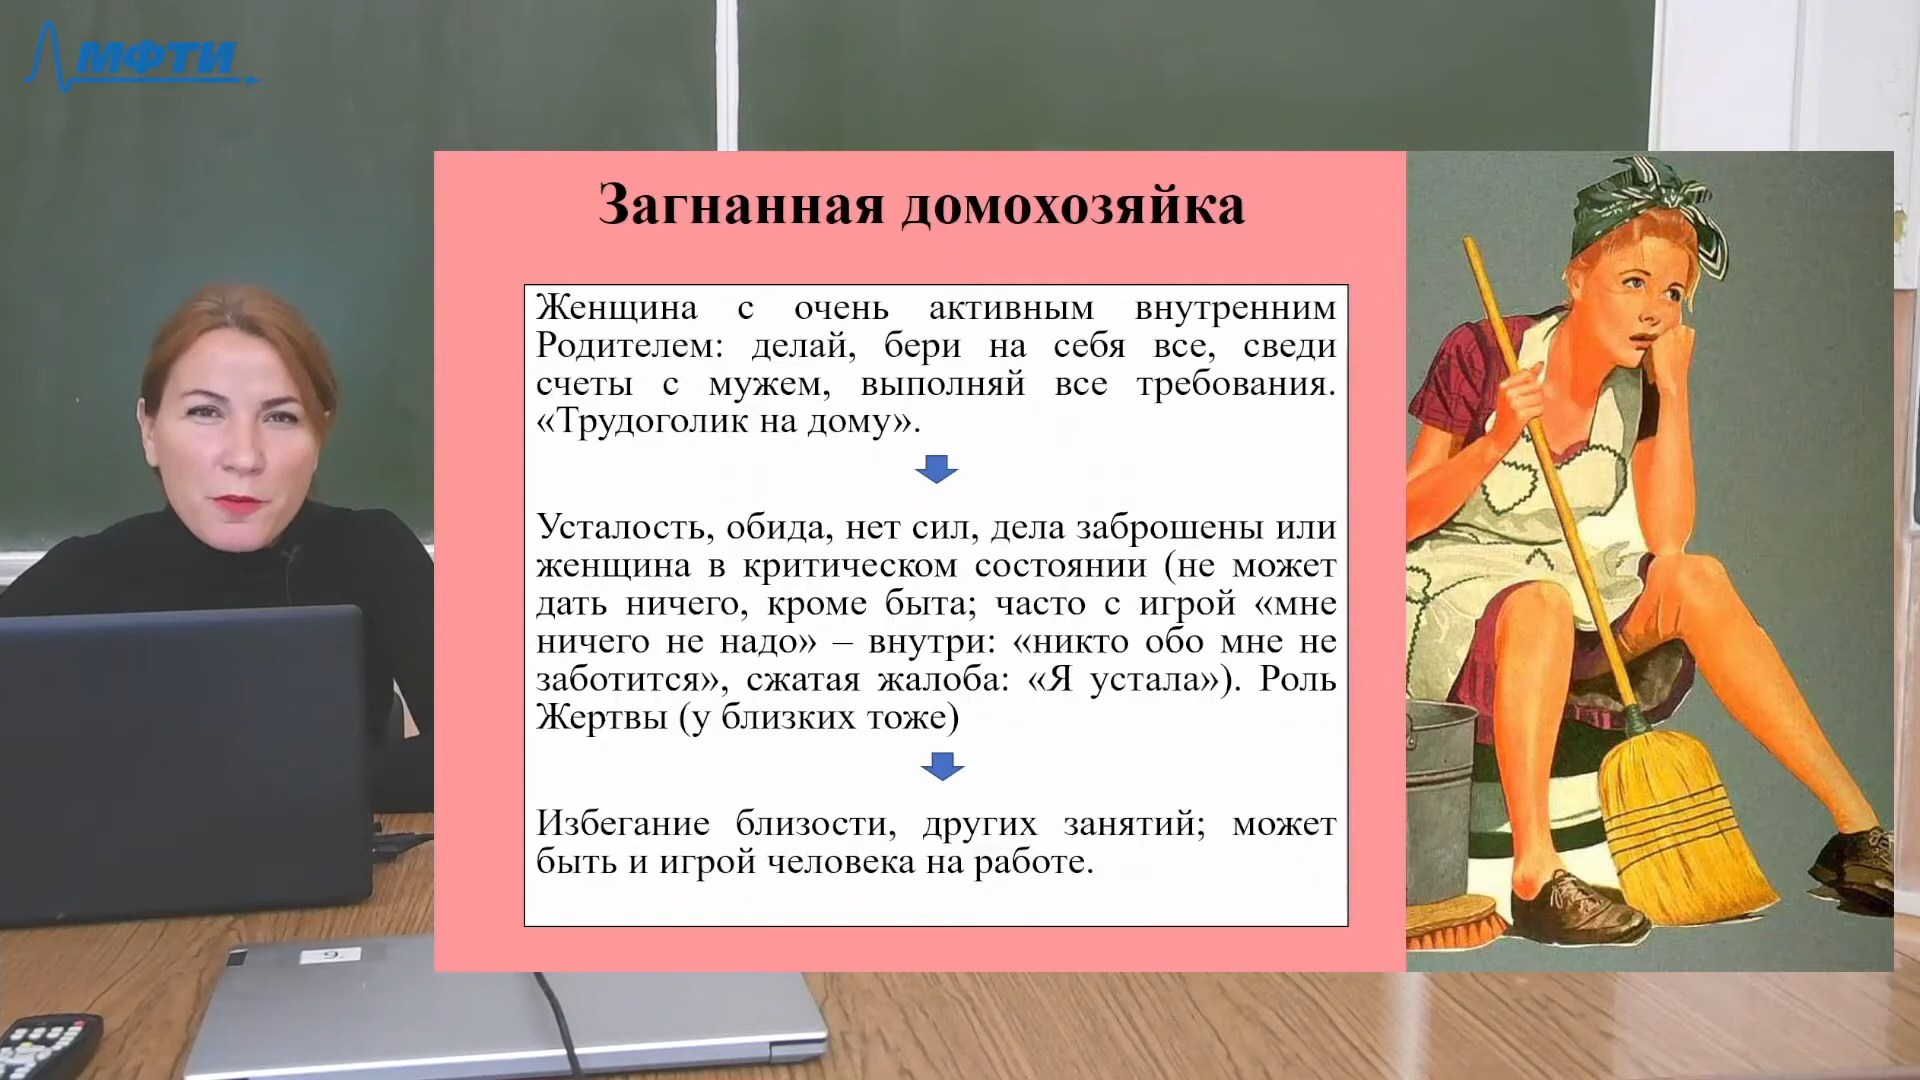 МФТИ
Загнанная домохозяйка
Женщина с очень активным внутренним
Родителем: делай, бери на себя все, сведи
счеты с мужем, выполняй все требования.
«Трудоголик на дому».
Усталость, обида, нет сил, дела заброшены или
женщина в критическом состоянии (не может
дать ничего, кроме быта; часто с игрой «мне
ничего не надо» – внутри: «никто обо мне не
заботится», сжатая жалоба: «Я устала»). Роль
Жертвы (у близких тоже)
Избегание близости, других занятий; может
быть и игрой человека на работе.